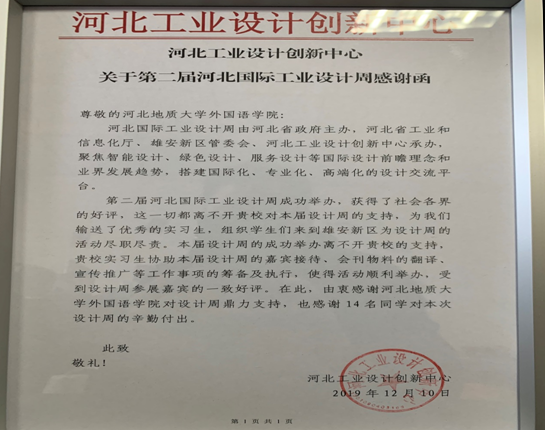 河北工业设计创新中心
河北工业设计创新中心
关于第二届河北国际工业设计周感谢函
尊敬的河北地质大学外国语学院：
河北国际工业设计周由河北省政府主办，河北省工业和
信息化厅、雄安新区管委会、河北工业设计创新中心承办，
聚焦智能设计、绿色设计、服务设计等国际设计前瞻理念和
业界发展趋势，搭建国际化、专业化、高端化的设计交流平
台。
第二届河北国际工业设计周成功举办，获得了社会各界
的好评，这一切都离不开贵校对本届设计周的支持，为我们
输送了优秀的实习生，组织学生们来到雄安新区为设计周的
活动尽职尽责。本届设计周的成功举办离不开贵校的支持，
贵校实习生协助本届设计周的嘉宾接待、会刊物料的翻译、
宣传推广等工作事项的筹备及执行，使得活动顺利举办，受
到设计周参展嘉宾的一致好评。在此，由衷感谢河北地质大
学外国语学院对设计周鼎力支持，也感谢14名同学对本次
设计周的辛勤付出。
此致
敬礼！
河北工业设计创新中心
2019年12月10日
第1页共1页